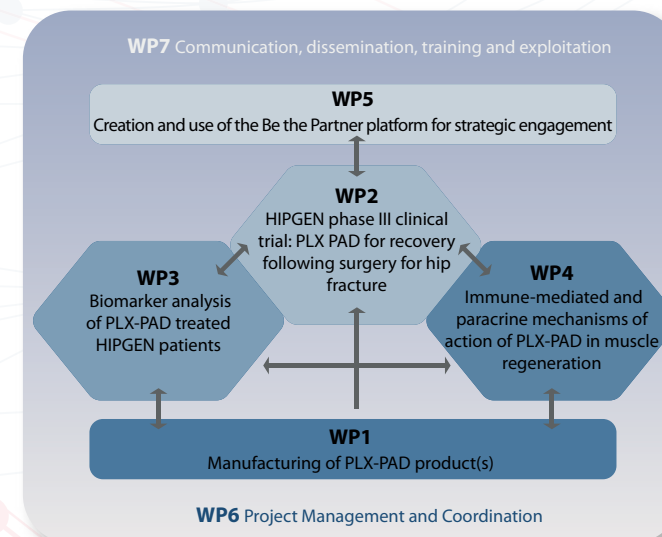 WP7 Communication, dissemination, training and exploitation
WP5
Creation and use of the Be the Partner platform for strategic engagement
WP2
HIPGEN phase III clinical
trial: PLX PAD for recovery
following surgery for hip
fracture
WP3
Biomarker analysis
of PLX-PAD treated
HIPGEN patients
WP4
Immune-mediated and
paracrine mechanisms of
action of PLX-PAD in muscle
regeneration
WP1
Manufacturing of PLX-PAD product(s)
WP6 Project Management and Coordination